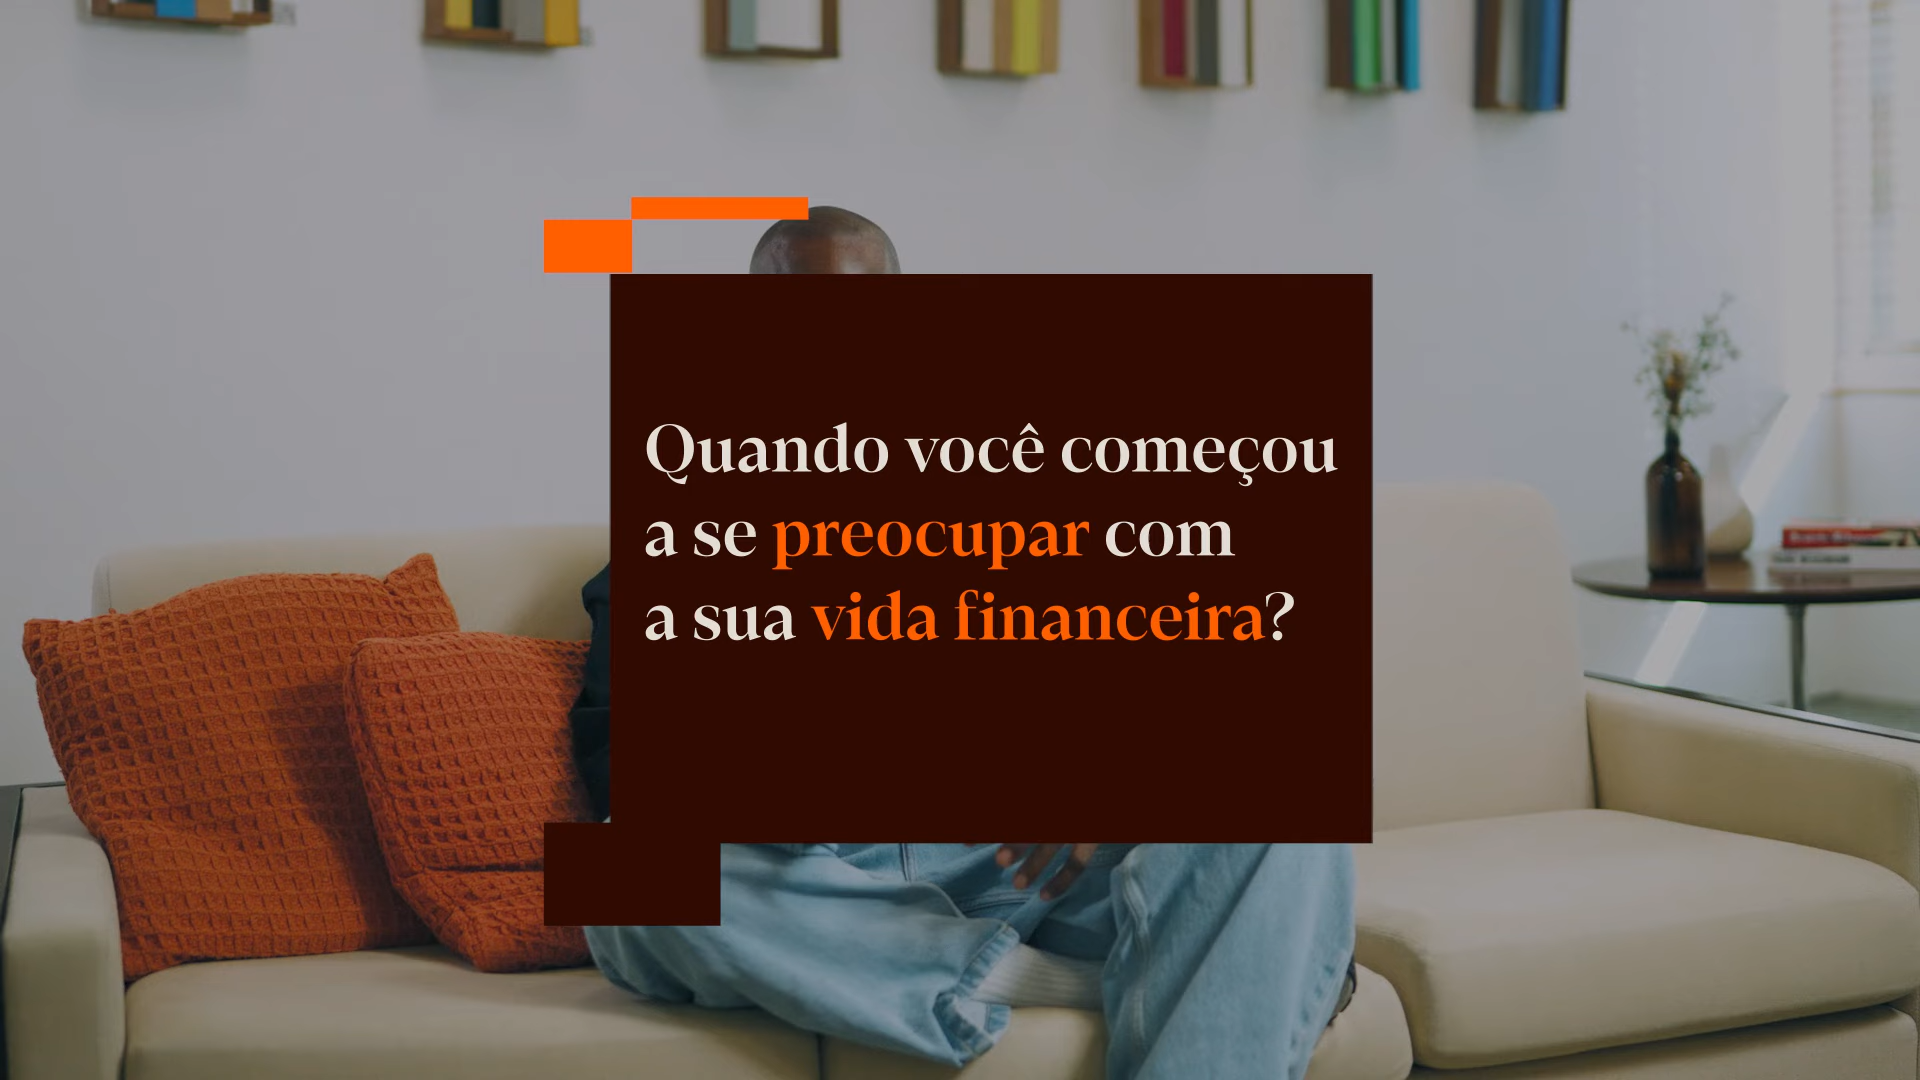 Quando você começou
a se preocupar com
a sua vida financeira?